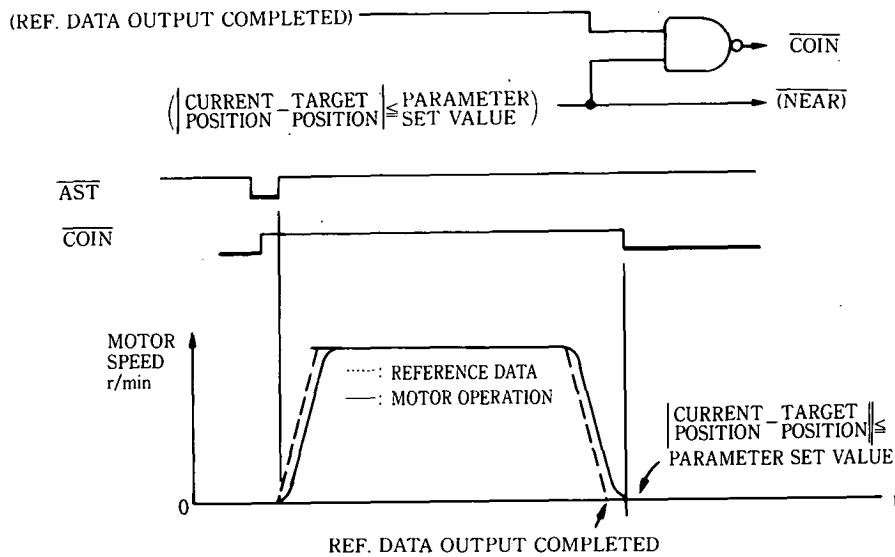 (REF. DATA OUTPUT COMPLETED)
COIN
(|CURRENT POSITION - TARGET POSITION| ≦ PARAMETER SET VALUE)
(NEAR)
AST
COIN
MOTOR
SPEED
r/min
······: REFERENCE DATA
——: MOTOR OPERATION
|CURRENT POSITION - TARGET POSITION| ≦
PARAMETER SET VALUE
0
REF. DATA OUTPUT COMPLETED